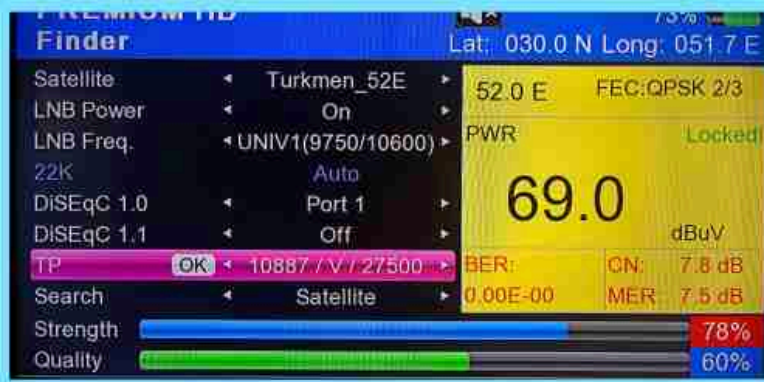 PREMIUM HD
73%
Finder
Lat: 030.0 N Long: 051.7 E
Satellite Turkmen_52E
LNB Power On
LNB Freq. UNIV1(9750/10600)
22K Auto
DiSEqC 1.0 Port 1
DiSEqC 1.1 Off
TP OK 10887 / V / 27500
Search Satellite
52.0 E FEC:QPSK 2/3
PWR Locked!
69.0
dBuV
BER: CN: 7.8 dB
0.00E-00 MER: 7.5 dB
Strength 78%
Quality 60%